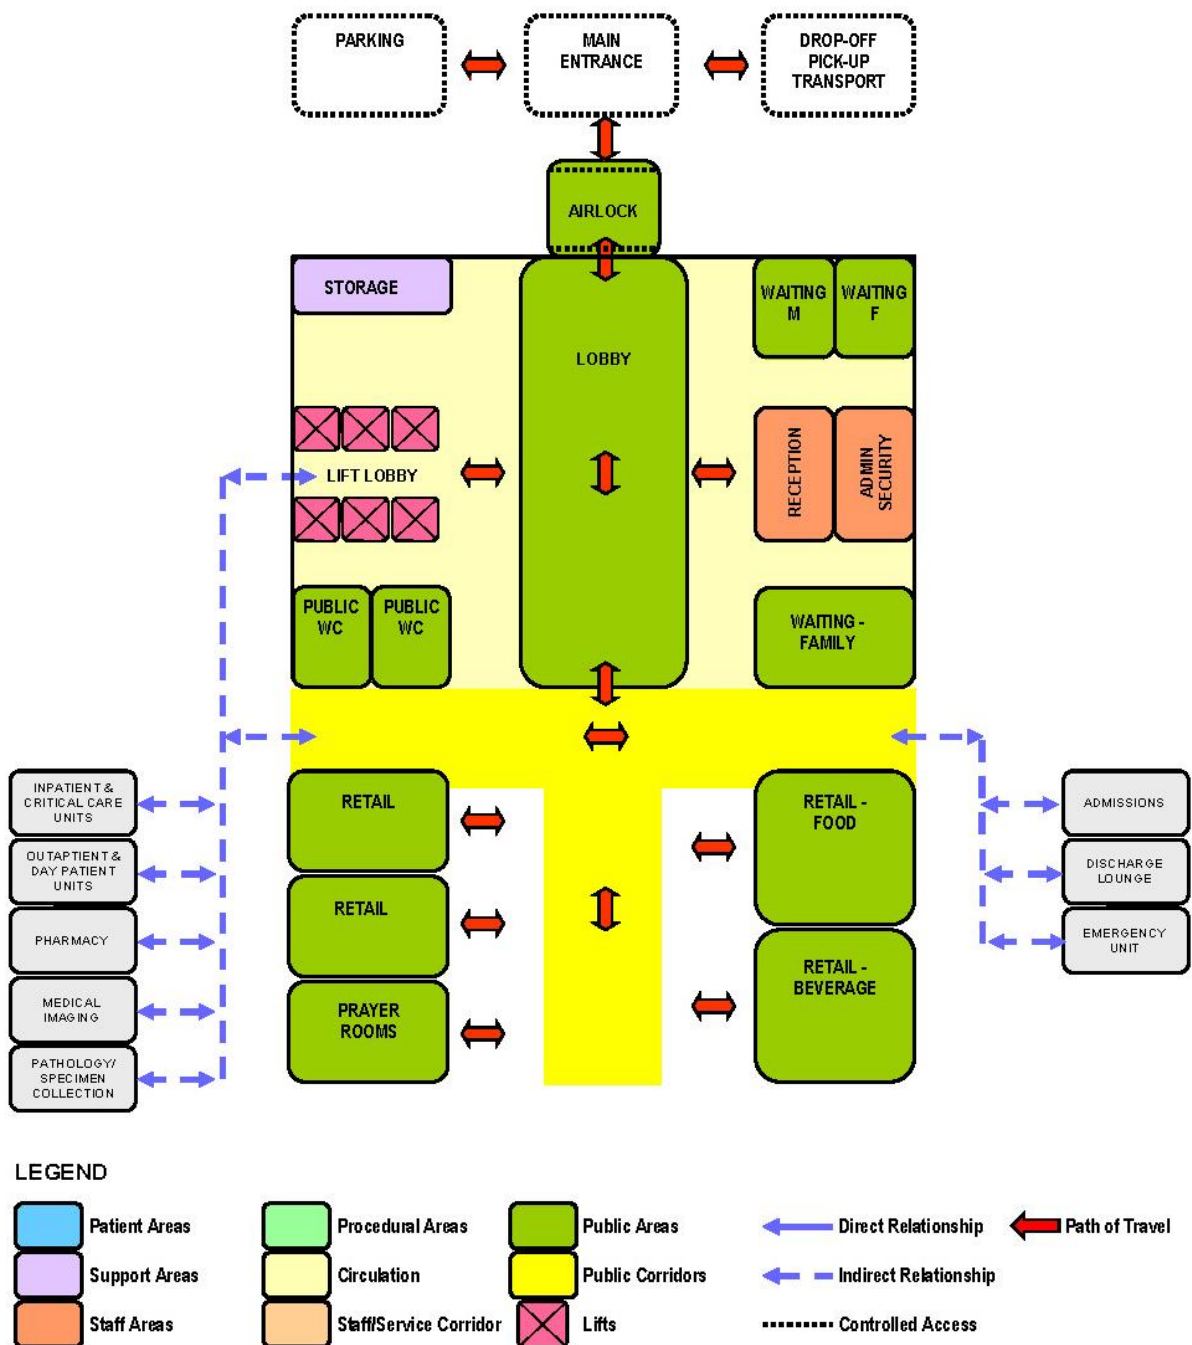 PARKING
MAIN
ENTRANCE
DROP-OFF
PICK-UP
TRANSPORT
AIRLOCK
STORAGE
LOBBY
WAITING
M
WAITING
F
LIFT LOBBY
RECEPTION
ADMIN
SECURITY
PUBLIC
WC
PUBLIC
WC
WAITING -
FAMILY
INPATIENT &
CRITICAL CARE
UNITS
OUTAPTIENT &
DAY PATIENT
UNITS
PHARMACY
MEDICAL
IMAGING
PATHOLOGY/
SPECIMEN
COLLECTION
RETAIL
RETAIL
PRAYER
ROOMS
RETAIL -
FOOD
RETAIL -
BEVERAGE
ADMISSIONS
DISCHARGE
LOUNGE
EMERGENCY
UNIT
LEGEND
Patient Areas
Procedural Areas
Public Areas
Direct Relationship
Path of Travel
Support Areas
Circulation
Public Corridors
Indirect Relationship
Staff Areas
Staff/Service Corridor
Lifts
Controlled Access